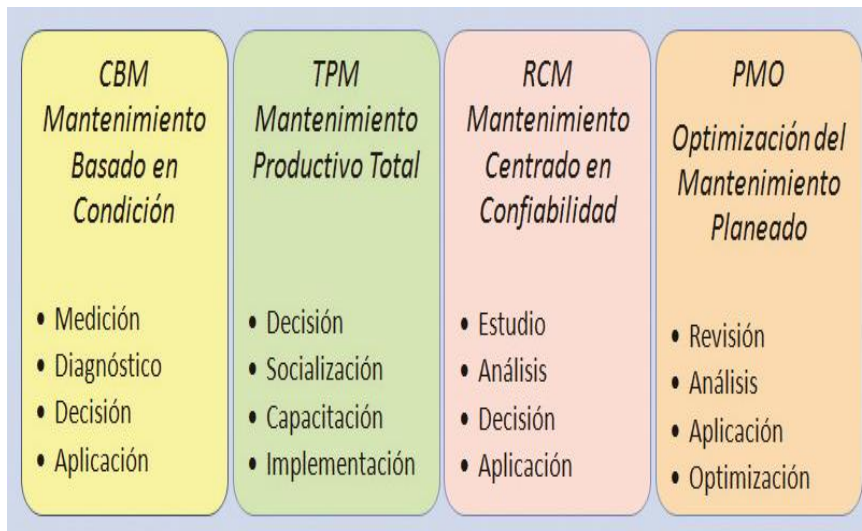 CBM
Mantenimiento
Basado en
Condición
• Medición
• Diagnóstico
• Decisión
• Aplicación
TPM
Mantenimiento
Productivo Total
• Decisión
• Socialización
• Capacitación
• Implementación
RCM
Mantenimiento
Centrado en
Confiabilidad
• Estudio
• Análisis
• Decisión
• Aplicación
PMO
Optimización del
Mantenimiento
Planeado
• Revisión
• Análisis
• Aplicación
• Optimización